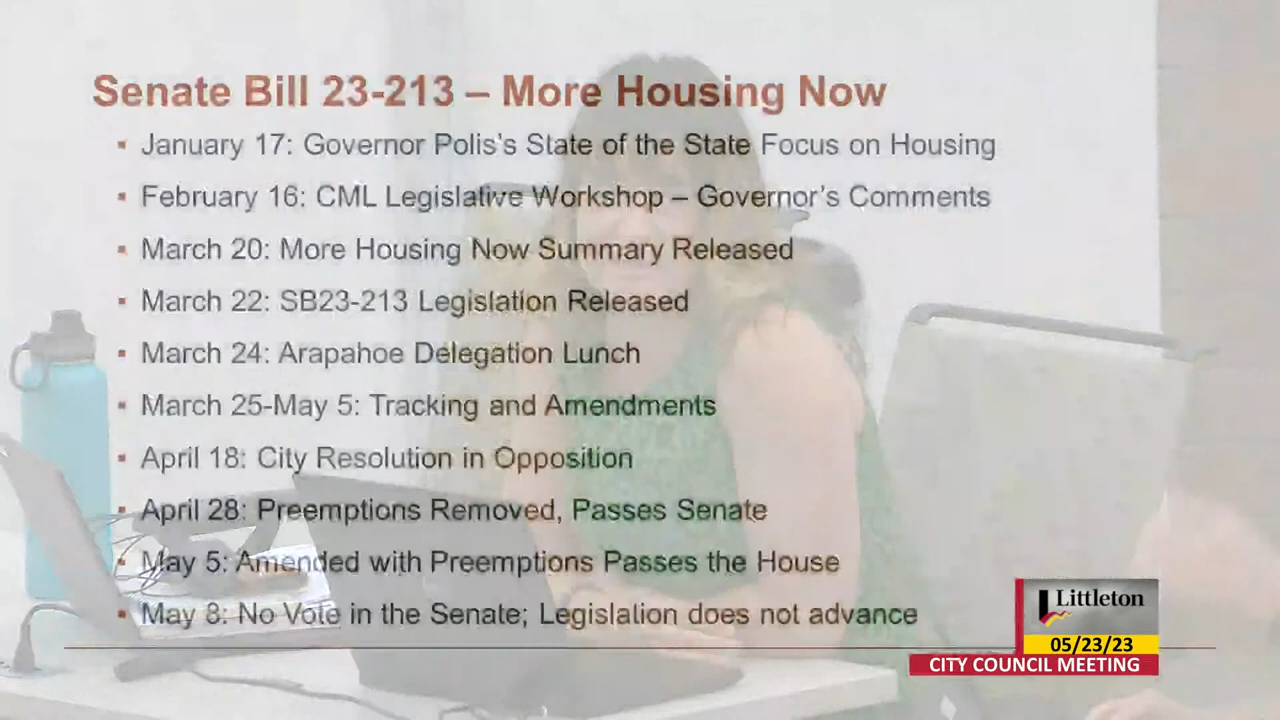 Senate Bill 23-213 – More Housing Now
▪ January 17: Governor Polis's State of the State Focus on Housing
▪ February 16: CML Legislative Workshop – Governor's Comments
▪ March 20: More Housing Now Summary Released
▪ March 22: SB23-213 Legislation Released
▪ March 24: Arapahoe Delegation Lunch
▪ March 25-May 5: Tracking and Amendments
▪ April 18: City Resolution in Opposition
▪ April 28: Preemptions Removed, Passes Senate
▪ May 5: Amended with Preemptions Passes the House
▪ May 8: No Vote in the Senate; Legislation does not advance
Littleton
05/23/23
CITY COUNCIL MEETING